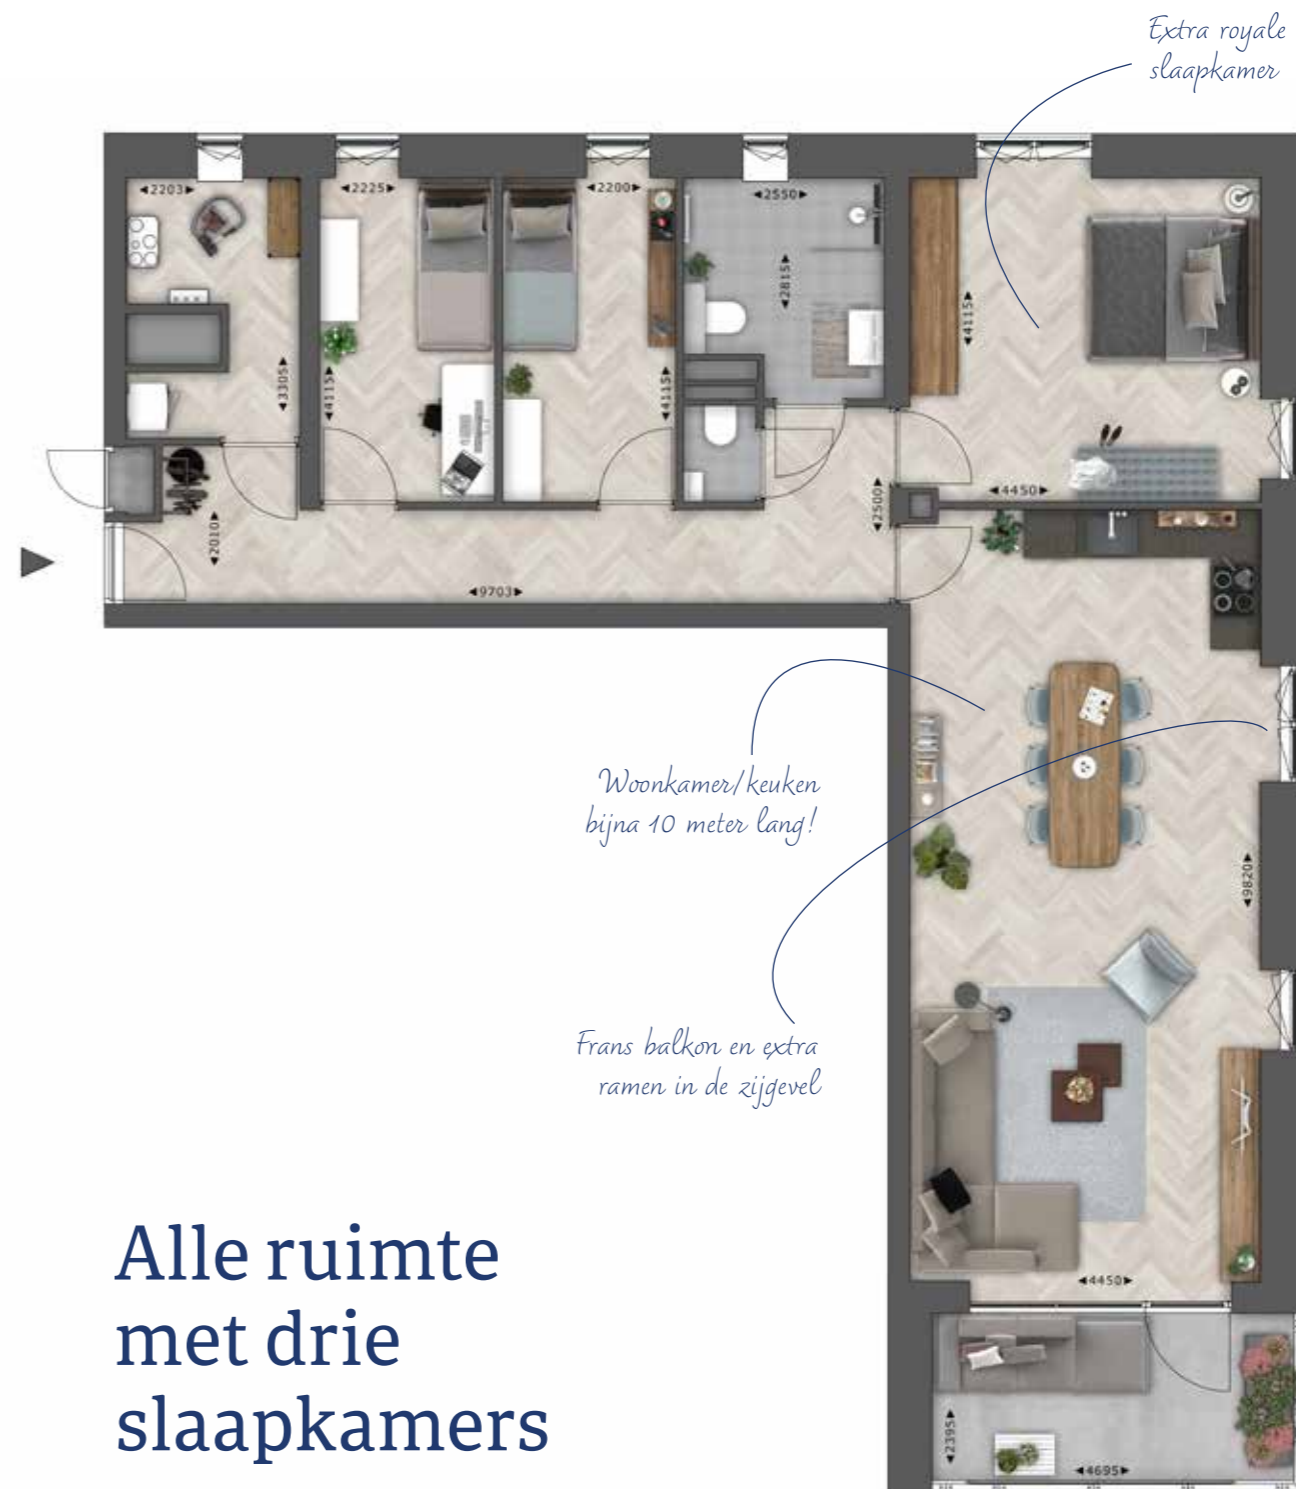 Extra royale
slaapkamer
◄2203►
◄2225►
◄2200►
◄2550►
◄2815►
◄4115►
◄3305►
◄4115►
◄4115►
◄4450►
◄2500►
◄2010►
◄9703►
Woonkamer/keuken
bijna 10 meter lang!
◄9820►
Frans balkon en extra
ramen in de zijgevel
Alle ruimte
met drie
slaapkamers
◄4450►
◄2395►
◄4695►